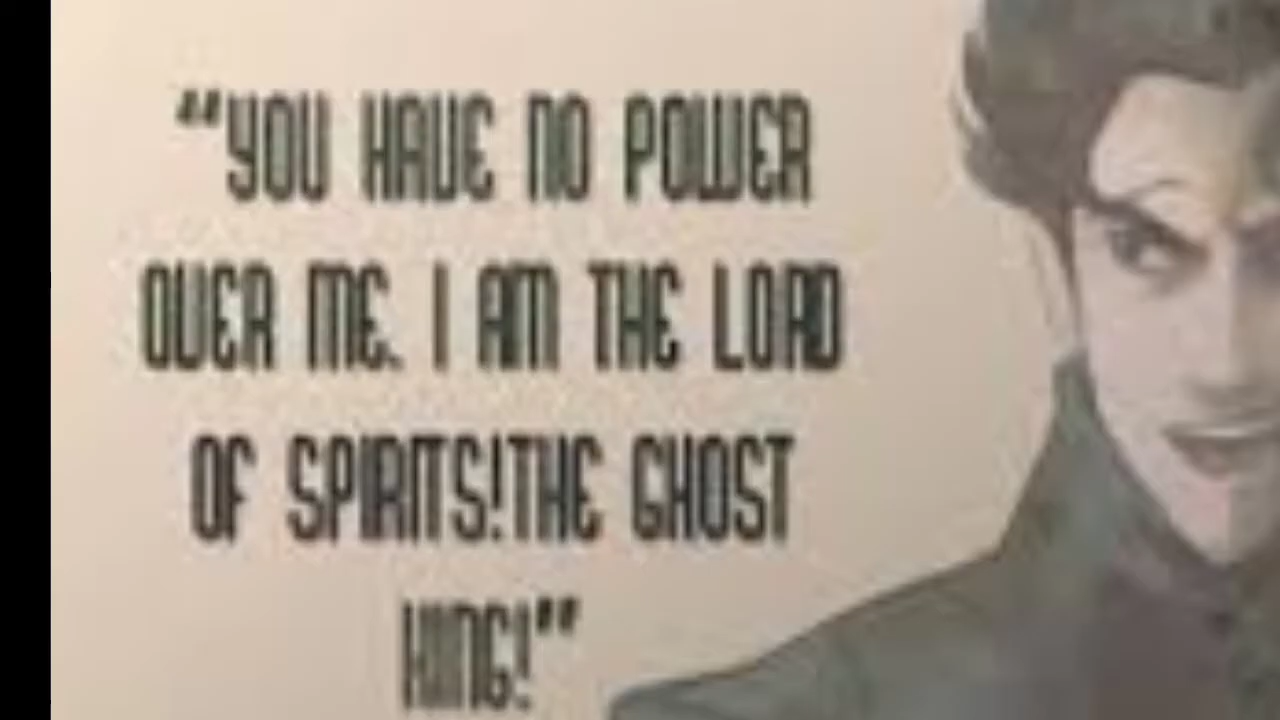 “YOU HAVE NO POWER
OVER ME. I AM THE LORD
OF SPIRITS!THE GHOST
KING!”